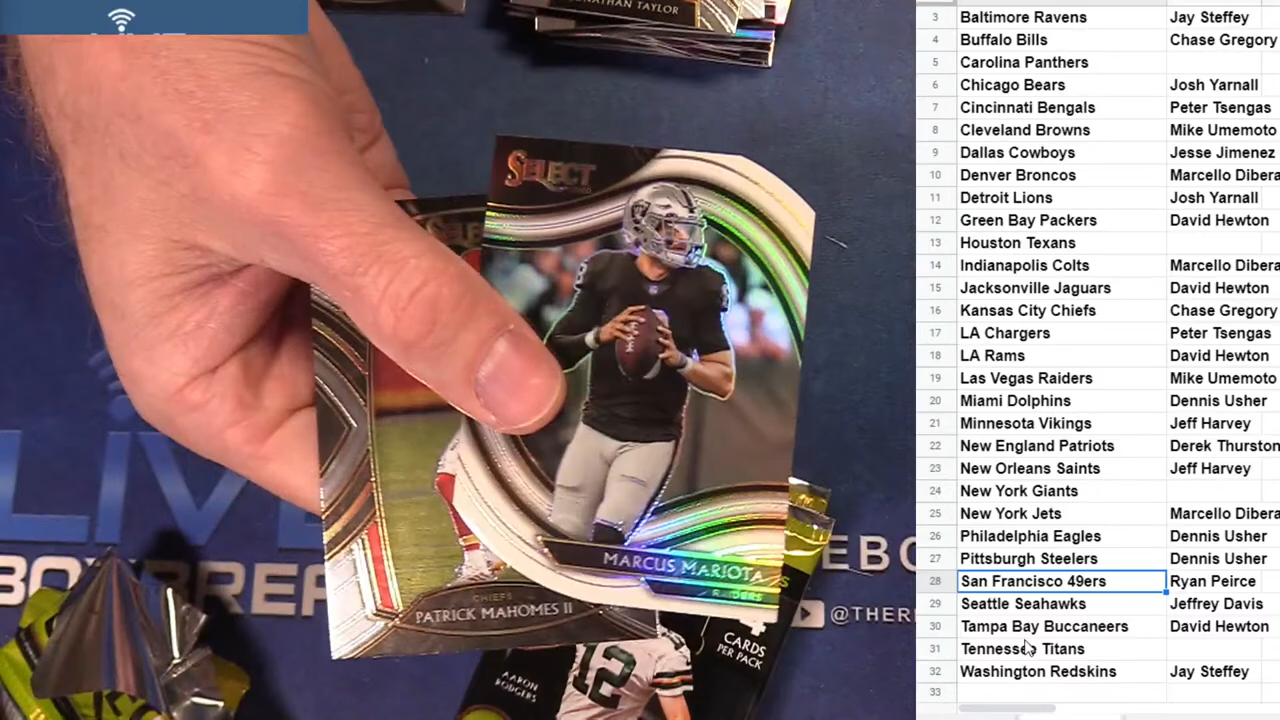 JONATHAN TAYLOR
SELECT
MARCUS MARIOTA
RAIDERS
CHIEFS
PATRICK MAHOMES II
CARDS
PER PACK
AARON
RODGERS
12
LIVE
@THER
3 Baltimore Ravens Jay Steffey
4 Buffalo Bills Chase Gregory
5 Carolina Panthers
6 Chicago Bears Josh Yarnall
7 Cincinnati Bengals Peter Tsengas
8 Cleveland Browns Mike Umemoto
9 Dallas Cowboys Jesse Jimenez
10 Denver Broncos Marcello Dibera
11 Detroit Lions Josh Yarnall
12 Green Bay Packers David Hewton
13 Houston Texans
14 Indianapolis Colts Marcello Dibera
15 Jacksonville Jaguars David Hewton
16 Kansas City Chiefs Chase Gregory
17 LA Chargers Peter Tsengas
18 LA Rams David Hewton
19 Las Vegas Raiders Mike Umemoto
20 Miami Dolphins Dennis Usher
21 Minnesota Vikings Jeff Harvey
22 New England Patriots Derek Thurston
23 New Orleans Saints Jeff Harvey
24 New York Giants
25 New York Jets Marcello Dibera
26 Philadelphia Eagles Dennis Usher
27 Pittsburgh Steelers Dennis Usher
28 San Francisco 49ers Ryan Peirce
29 Seattle Seahawks Jeffrey Davis
30 Tampa Bay Buccaneers David Hewton
31 Tennessee Titans
32 Washington Redskins Jay Steffey
33